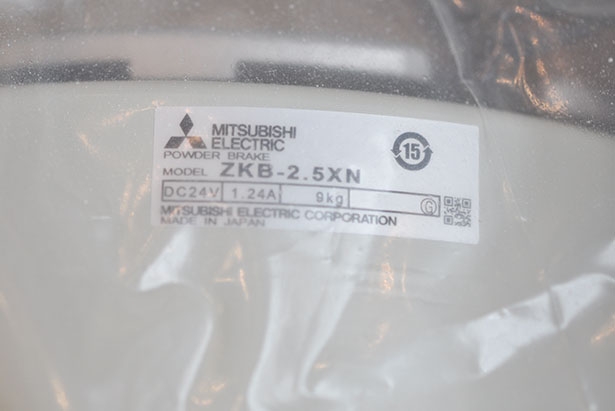 MITSUBISHI
ELECTRIC
15
POWDER BRAKE
MODEL ZKB-2.5XN
DC24V 1.24A 9kg G
MITSUBISHI ELECTRIC CORPORATION
MADE IN JAPAN